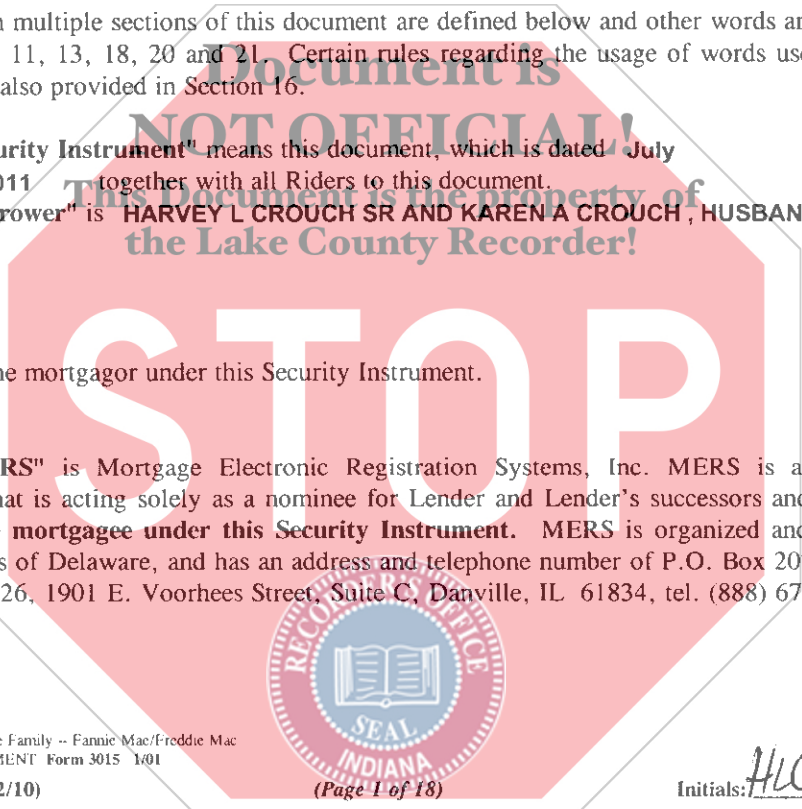 n multiple sections of this document are defined below and other words ar
11, 13, 18, 20 and 21. Certain rules regarding the usage of words use
also provided in Section 16.
Document is
NOT OFFICIAL!
urity Instrument" means this document, which is dated July
011 together with all Riders to this document.
This Document is the property of
rower" is HARVEY L CROUCH SR AND KAREN A CROUCH , HUSBAN
the Lake County Recorder!
STOP
ne mortgagor under this Security Instrument.
RS" is Mortgage Electronic Registration Systems, Inc. MERS is a
hat is acting solely as a nominee for Lender and Lender's successors and
mortgagee under this Security Instrument. MERS is organized and
s of Delaware, and has an address and telephone number of P.O. Box 20
26, 1901 E. Voorhees Street, Suite C, Danville, IL 61834, tel. (888) 67
RECORDER'S OFFICE
SEAL
INDIANA
e Family -- Fannie Mae/Freddie Mac
MENT Form 3015 1/01
2/10)
(Page 1 of 18)
Initials: HLC